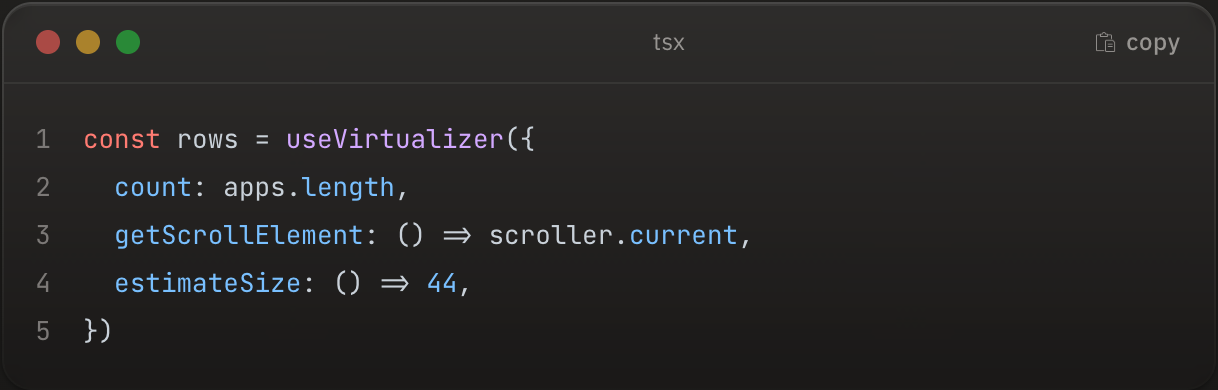 tsx
copy
1 const rows = useVirtualizer({
2   count: apps.length,
3   getScrollElement: () => scroller.current,
4   estimateSize: () => 44,
5 })